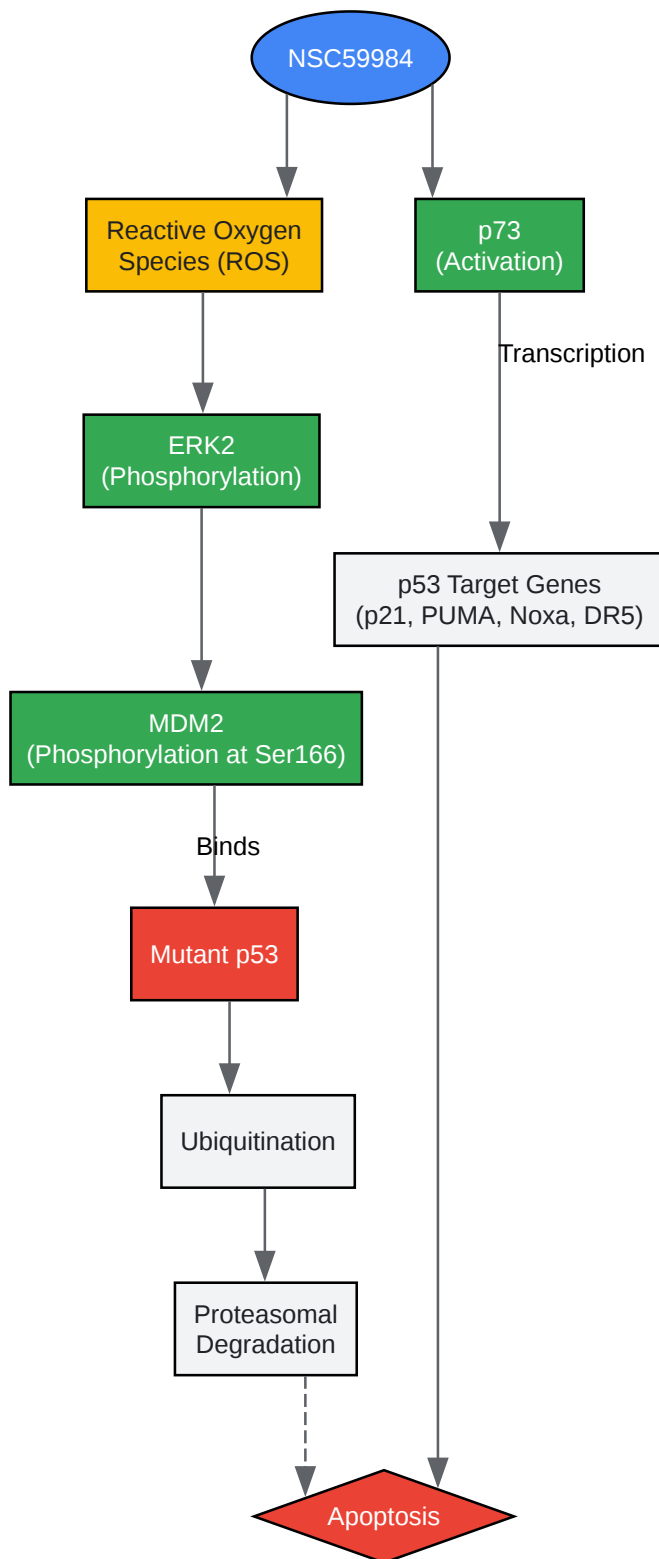 NSC59984
Reactive Oxygen
Species (ROS)
p73
(Activation)
Transcription
ERK2
(Phosphorylation)
p53 Target Genes
(p21, PUMA, Noxa, DR5)
MDM2
(Phosphorylation at Ser166)
Binds
Mutant p53
Ubiquitination
Proteasomal
Degradation
Apoptosis